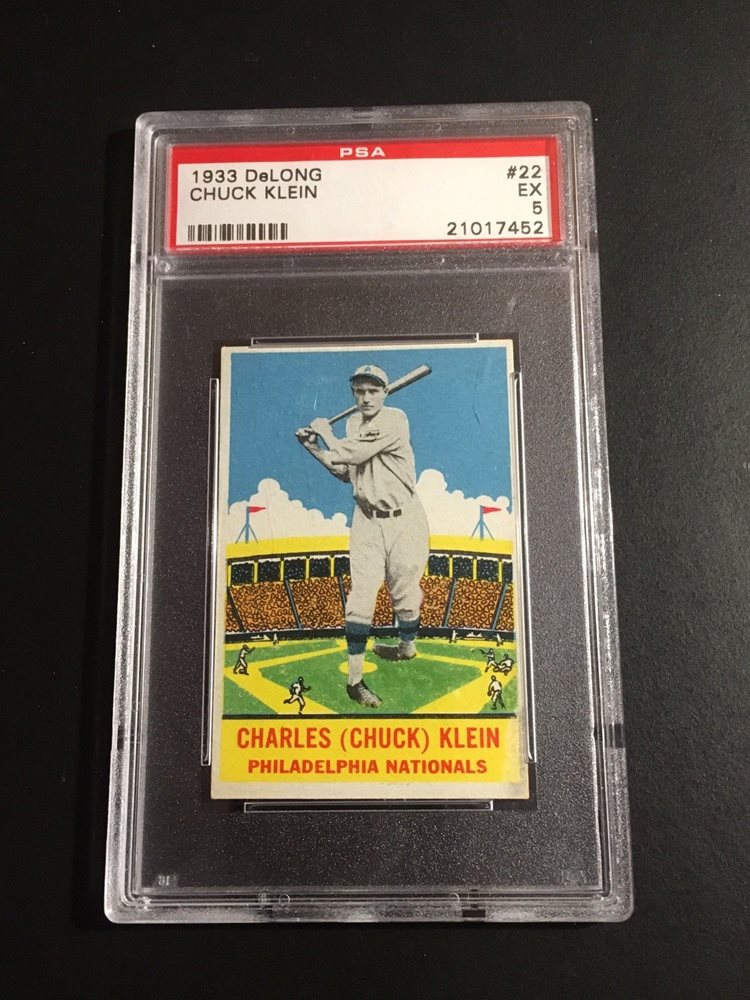 PSA
1933 DeLONG #22
CHUCK KLEIN EX
5
21017452
CHARLES (CHUCK) KLEIN
PHILADELPHIA NATIONALS